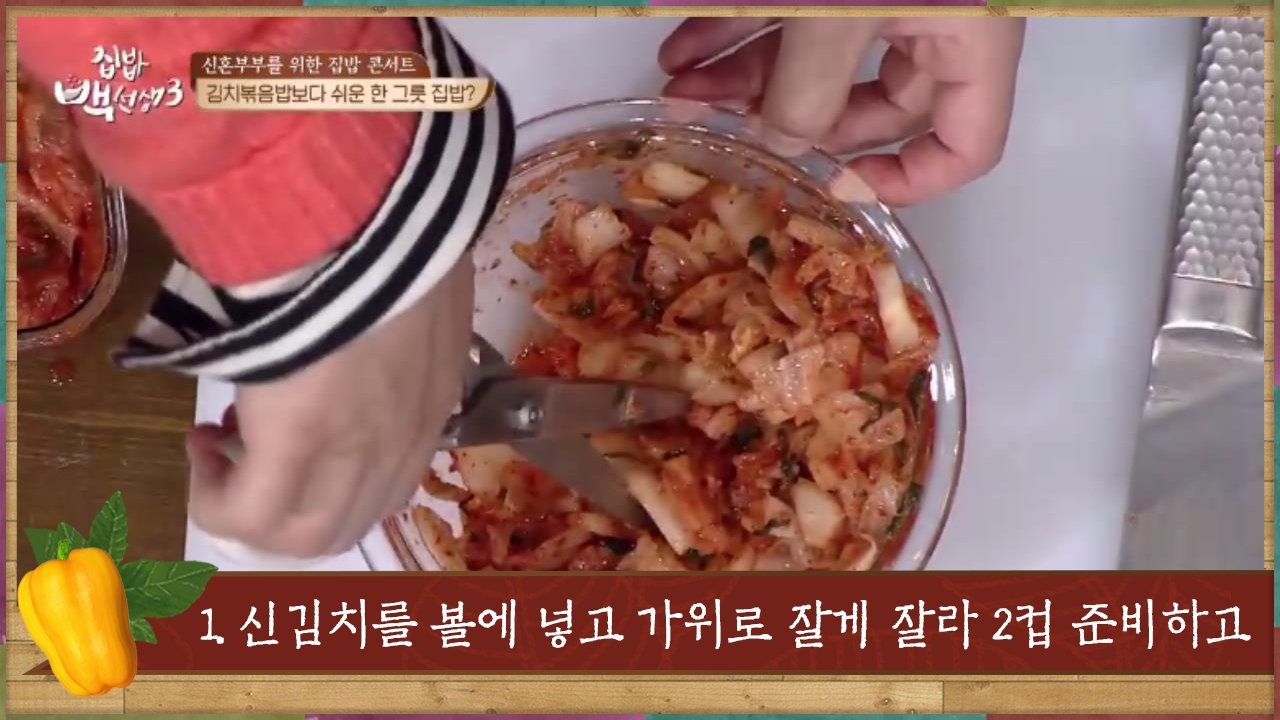 집밥
백선생3
신혼부부를 위한 집밥 콘서트
김치볶음밥보다 쉬운 한 그릇 집밥?
1. 신김치를 볼에 넣고 가위로 잘게 잘라 2컵 준비하고